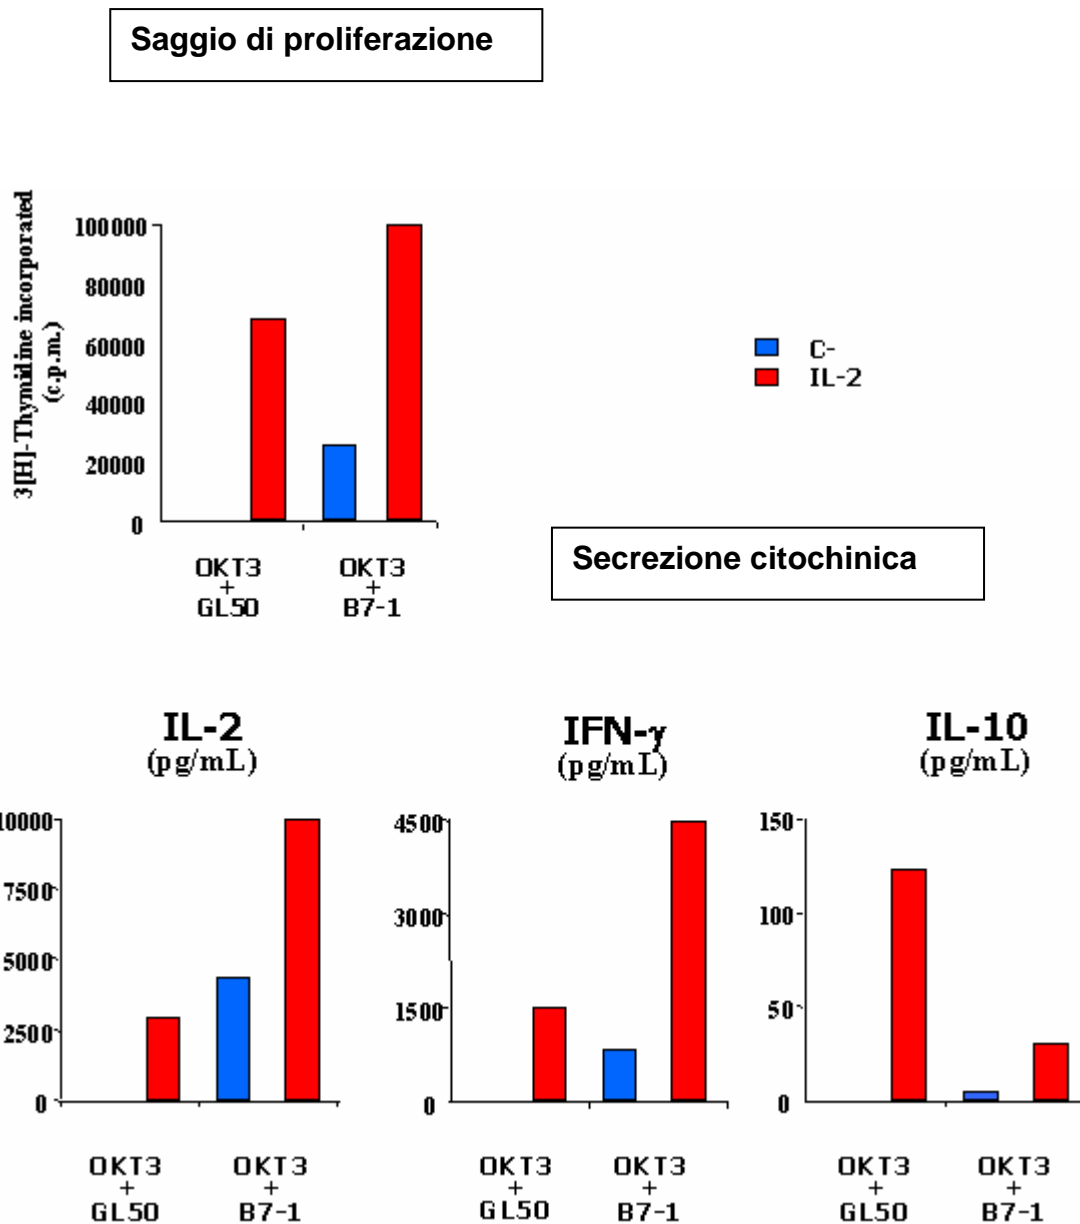 Saggio di proliferazione
3[H]-Thymidine incorporated
(c.p.m.)
100000
80000
60000
40000
20000
0
OKT3 OKT3
+ +
GL50 B7-1
C-
IL-2
Secrezione citochinica
IL-2 IFN-γ IL-10
(pg/mL) (pg/mL) (pg/mL)
10000 4500 150
7500 3000 100
5000 1500 50
2500 0 0
0
OKT3 OKT3 OKT3 OKT3 OKT3 OKT3
+ + + + + +
GL50 B7-1 GL50 B7-1 GL50 B7-1